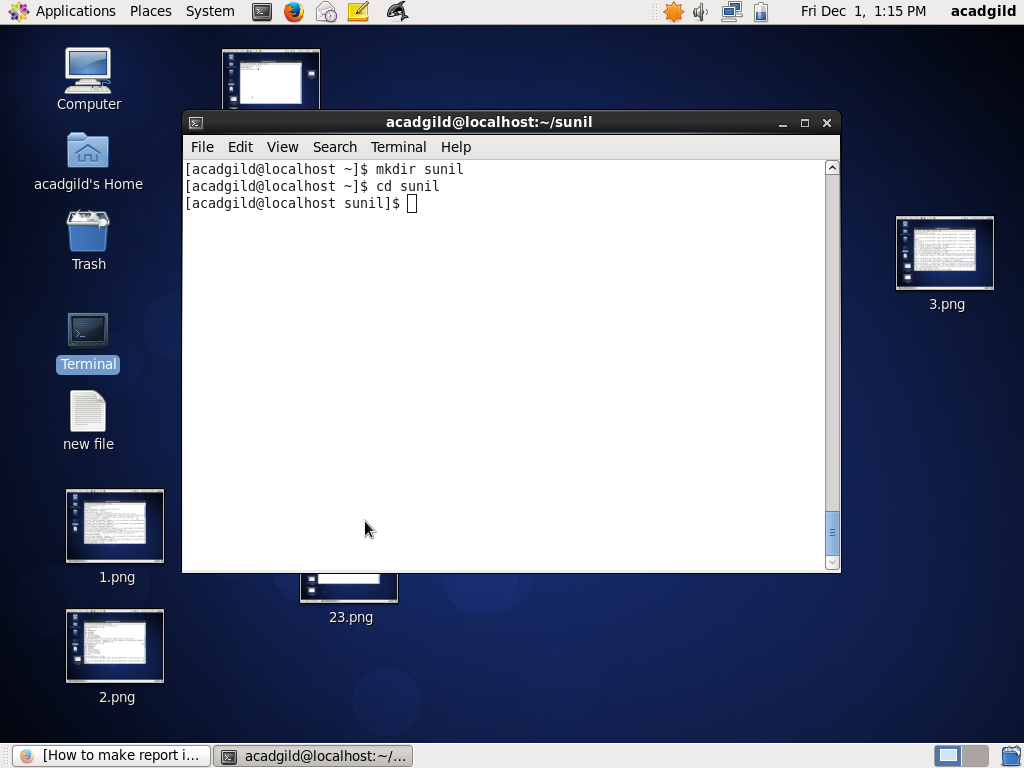 Applications Places System
Fri Dec 1, 1:15 PM acadgild
Computer
acadgild's Home
Trash
Terminal
new file
1.png
2.png
acadgild@localhost:~/sunil
File Edit View Search Terminal Help
[acadgild@localhost ~]$ mkdir sunil
[acadgild@localhost ~]$ cd sunil
[acadgild@localhost sunil]$
23.png
3.png
[How to make report i...
acadgild@localhost:~/...